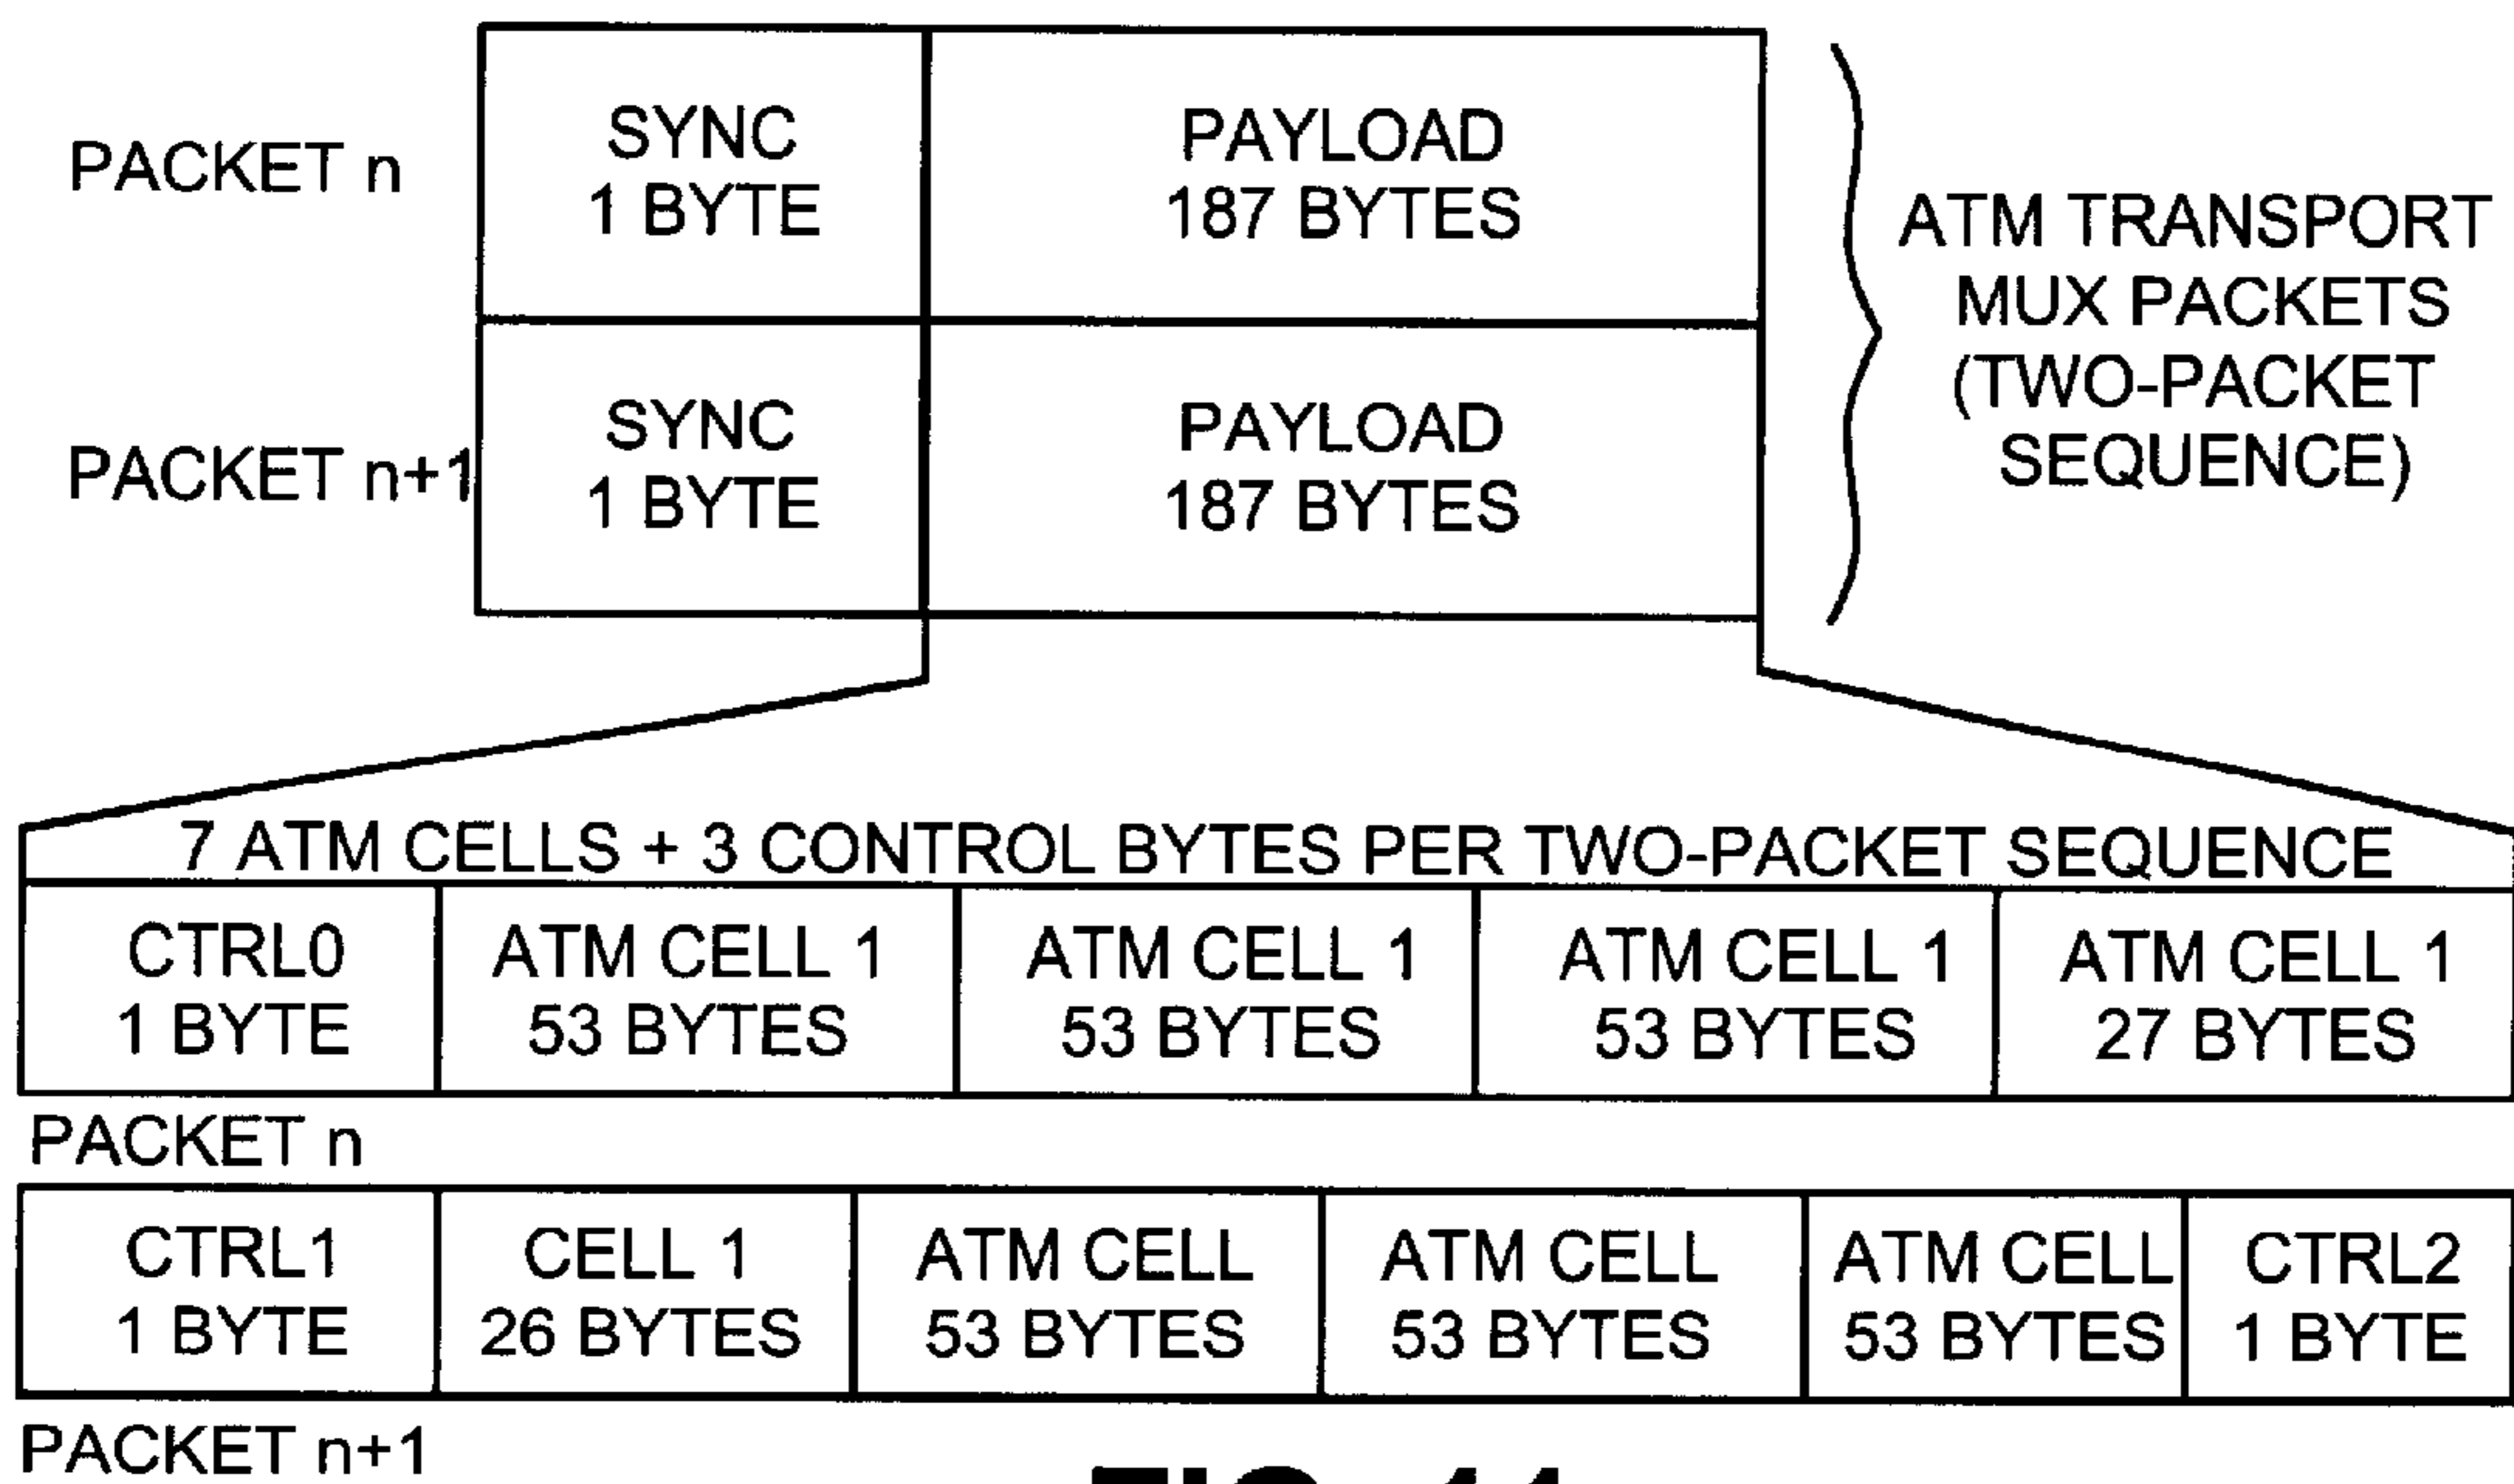 PACKET n
SYNC
1 BYTE
PAYLOAD
187 BYTES
PACKET n+1
SYNC
1 BYTE
PAYLOAD
187 BYTES
ATM TRANSPORT
MUX PACKETS
(TWO-PACKET
SEQUENCE)
7 ATM CELLS + 3 CONTROL BYTES PER TWO-PACKET SEQUENCE
CTRL0
1 BYTE
ATM CELL 1
53 BYTES
ATM CELL 1
53 BYTES
ATM CELL 1
53 BYTES
ATM CELL 1
27 BYTES
PACKET n
CTRL1
1 BYTE
CELL 1
26 BYTES
ATM CELL
53 BYTES
ATM CELL
53 BYTES
ATM CELL
53 BYTES
CTRL2
1 BYTE
PACKET n+1